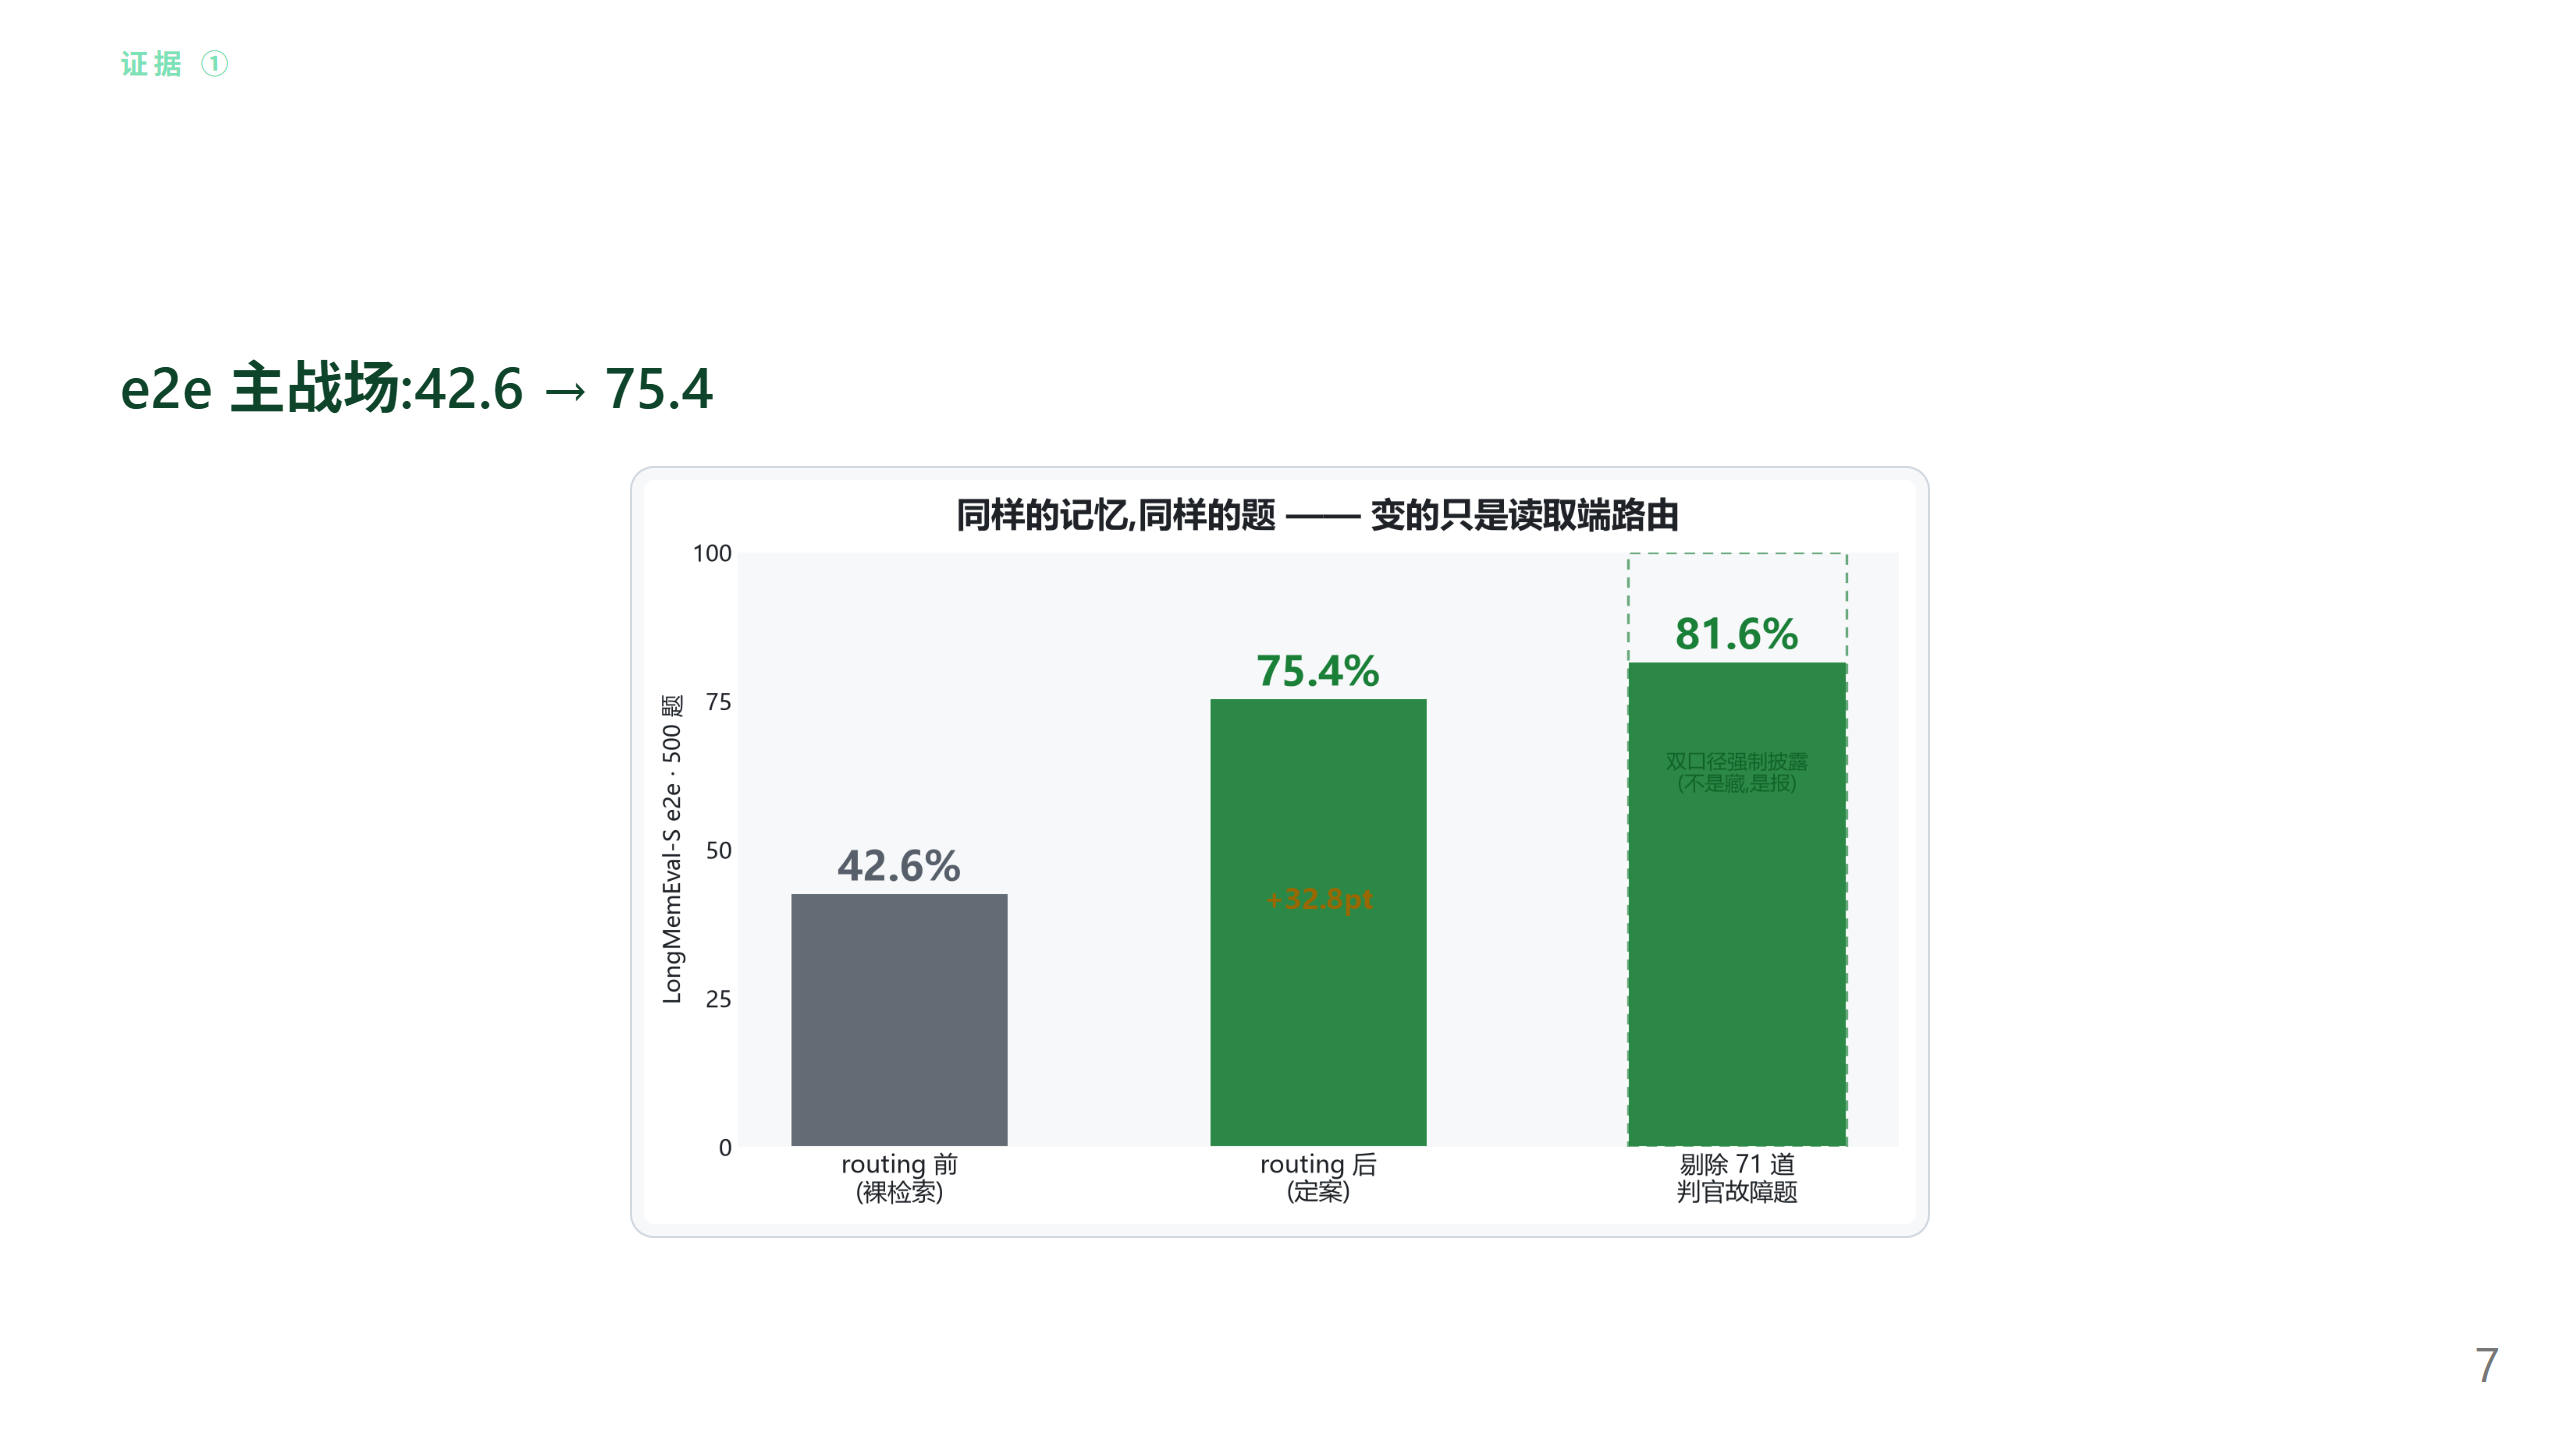 证据 ①
e2e 主战场:42.6 → 75.4
同样的记忆,同样的题 —— 变的只是读取端路由
LongMemEval-S e2e · 500 题
100
75
50
25
0
42.6%
75.4%
+32.8pt
81.6%
双口径强制披露
(不是藏,是报)
routing 前
(裸检索)
routing 后
(定案)
剔除 71 道
判官故障题
7